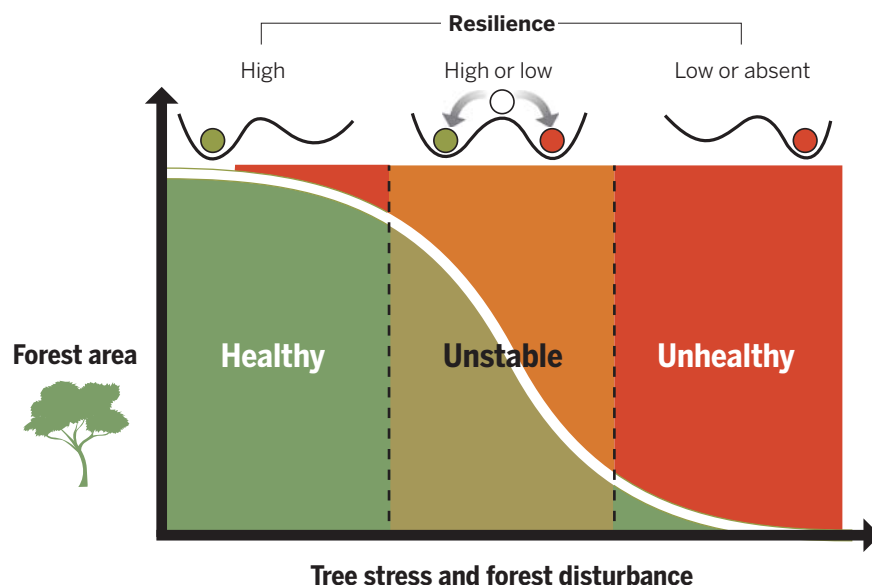 Resilience
High
High or low
Low or absent
Forest area
Healthy
Unstable
Unhealthy
Tree stress and forest disturbance